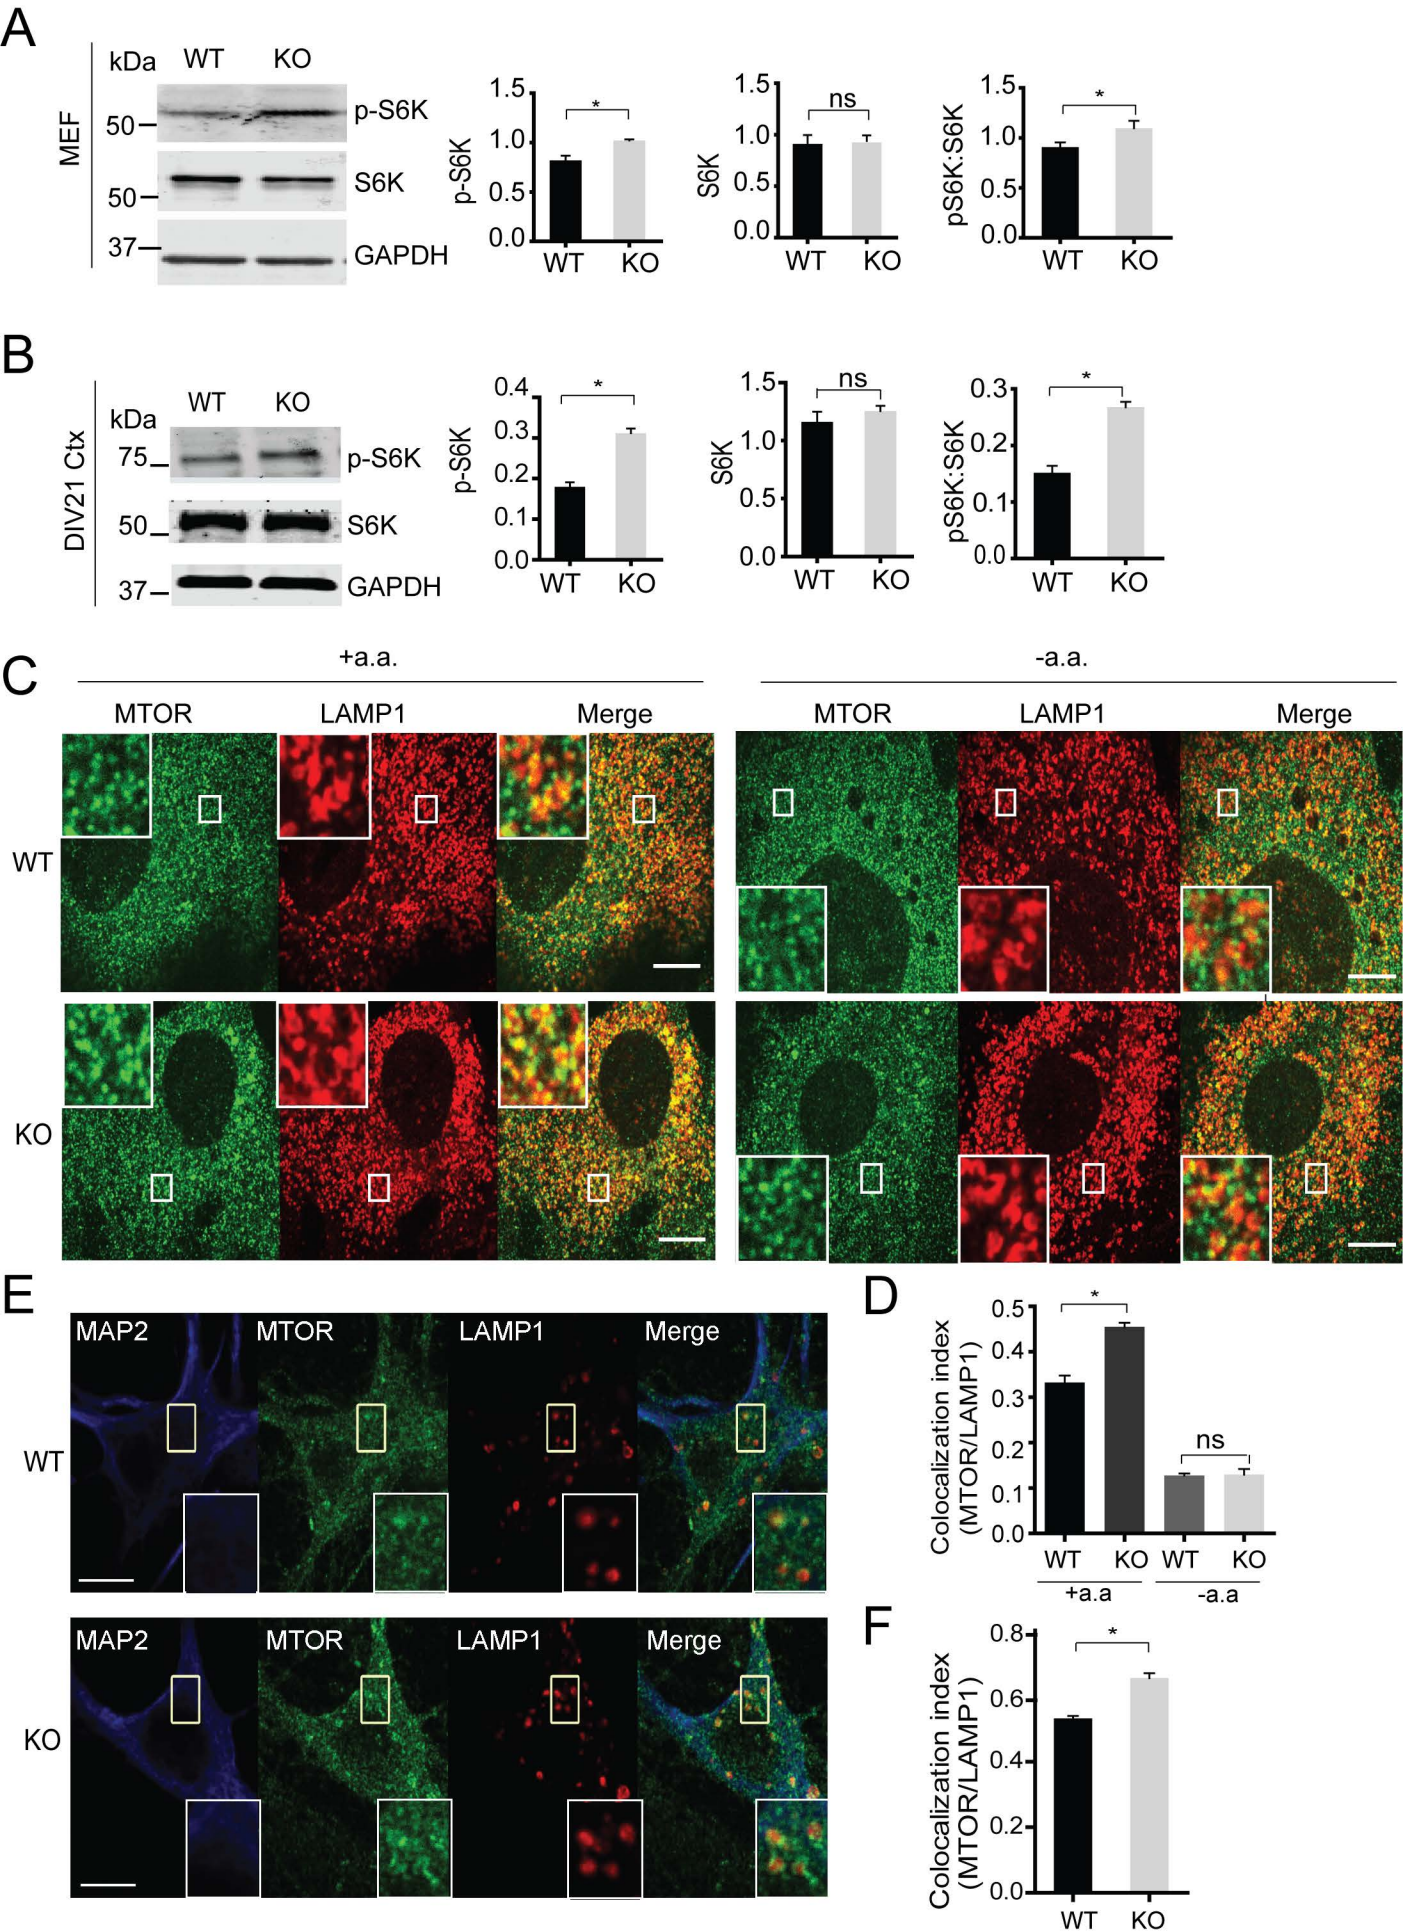 A
MEF
kDa WT KO
50
p-S6K
50
S6K
37
GAPDH
p-S6K
1.5
1.0
0.5
0.0
*
WT KO
S6K
1.5
1.0
0.5
0.0
ns
WT KO
pS6K:S6K
1.5
1.0
0.5
0.0
*
WT KO
B
DIV21 Ctx
kDa WT KO
75
p-S6K
50
S6K
37
GAPDH
p-S6K
0.4
0.3
0.2
0.1
0.0
*
WT KO
S6K
1.5
1.0
0.5
0.0
ns
WT KO
pS6K:S6K
0.3
0.2
0.1
0.0
*
WT KO
C
+a.a. -a.a.
MTOR LAMP1 Merge MTOR LAMP1 Merge
WT
KO
E
MAP2 MTOR LAMP1 Merge
WT
MAP2 MTOR LAMP1 Merge
KO
D
Colocalization index
(MTOR/LAMP1)
0.5
0.4
0.3
0.2
0.1
0.0
*
ns
WT KO WT KO
+a.a -a.a
F
Colocalization index
(MTOR/LAMP1)
0.8
0.6
0.4
0.2
0.0
*
WT KO